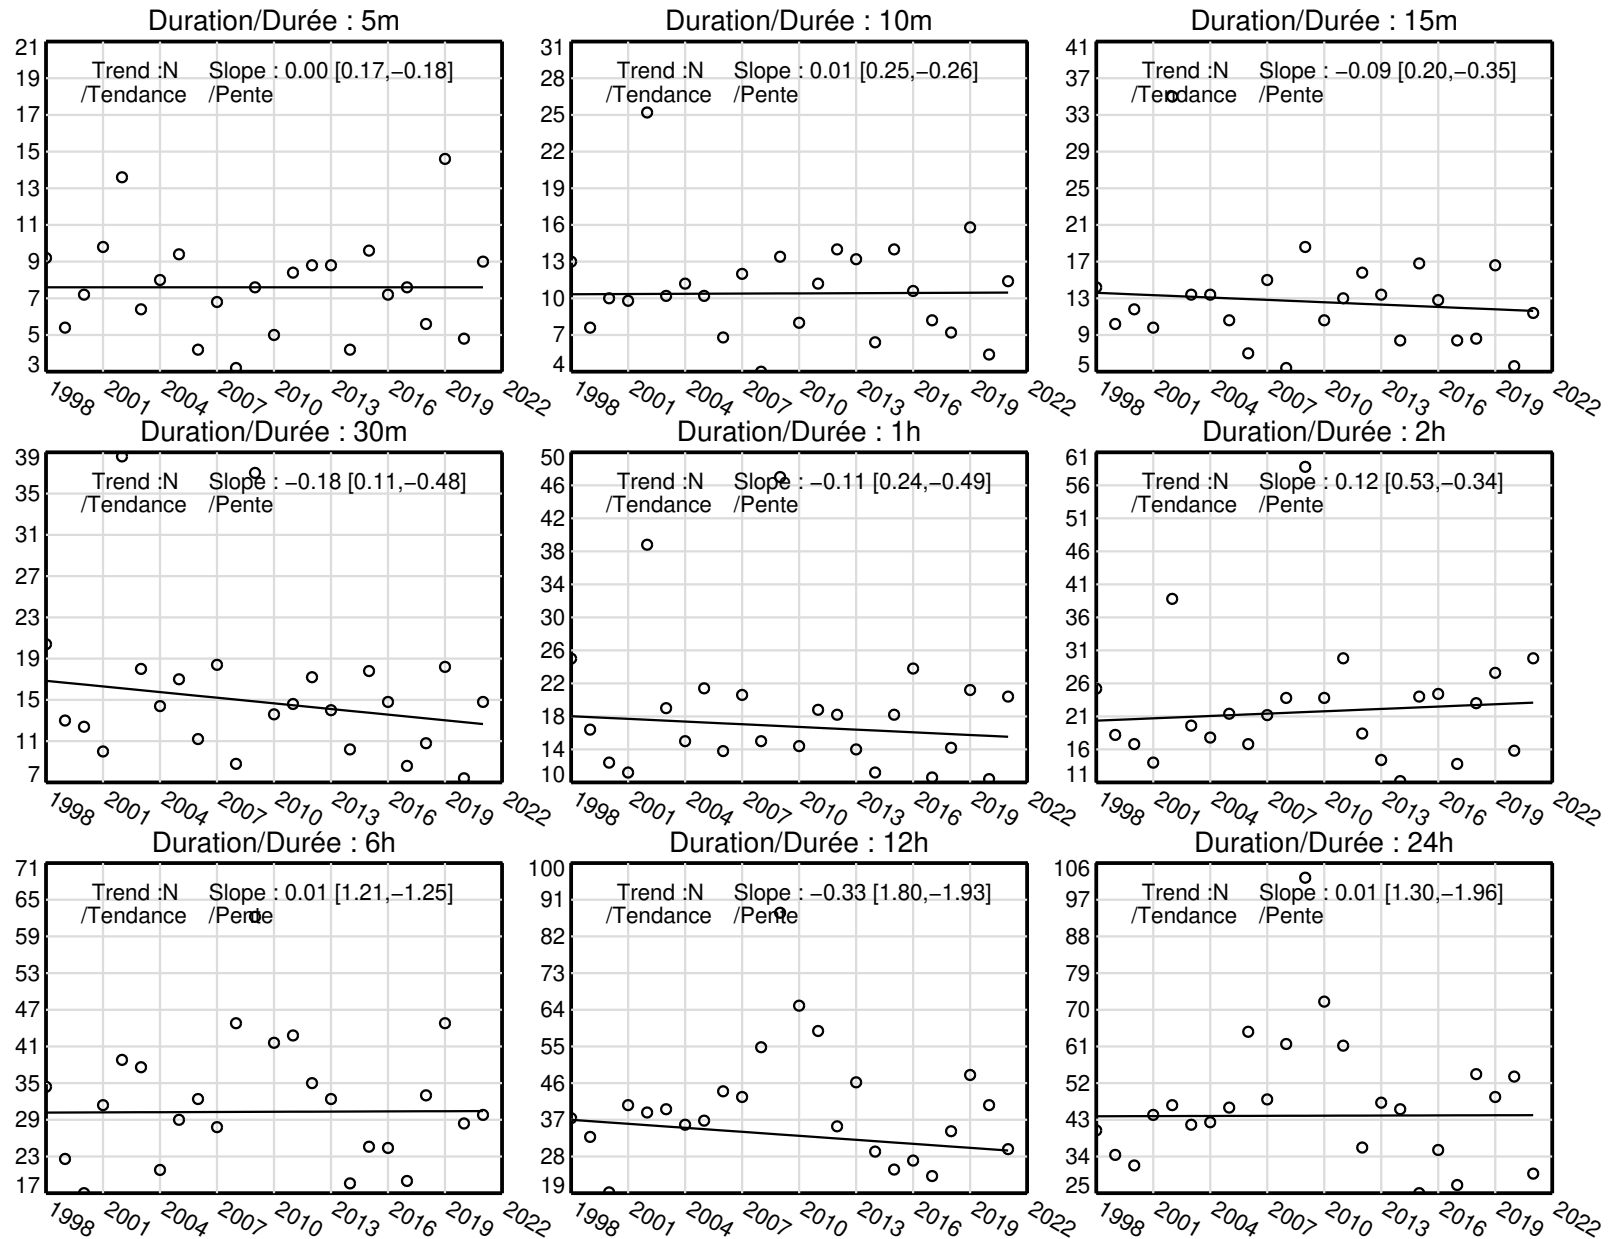 Duration/Durée : 5m
Trend :N Slope : 0.00 [0.17,−0.18]
/Tendance /Pente
21
19
17
15
13
11
9
7
5
3
1998 2001 2004 2007 2010 2013 2016 2019 2022
Duration/Durée : 10m
Trend :N Slope : 0.01 [0.25,−0.26]
/Tendance /Pente
31
28
25
22
19
16
13
10
7
4
1998 2001 2004 2007 2010 2013 2016 2019 2022
Duration/Durée : 15m
Trend :N Slope : −0.09 [0.20,−0.35]
/Tendance /Pente
41
37
33
29
25
21
17
13
9
5
1998 2001 2004 2007 2010 2013 2016 2019 2022
Duration/Durée : 30m
Trend :N Slope : −0.18 [0.11,−0.48]
/Tendance /Pente
39
35
31
27
23
19
15
11
7
1998 2001 2004 2007 2010 2013 2016 2019 2022
Duration/Durée : 1h
Trend :N Slope : −0.11 [0.24,−0.49]
/Tendance /Pente
50
46
42
38
34
30
26
22
18
14
10
1998 2001 2004 2007 2010 2013 2016 2019 2022
Duration/Durée : 2h
Trend :N Slope : 0.12 [0.53,−0.34]
/Tendance /Pente
61
56
51
46
41
36
31
26
21
16
11
1998 2001 2004 2007 2010 2013 2016 2019 2022
Duration/Durée : 6h
Trend :N Slope : 0.01 [1.21,−1.25]
/Tendance /Pente
71
65
59
53
47
41
35
29
23
17
1998 2001 2004 2007 2010 2013 2016 2019 2022
Duration/Durée : 12h
Trend :N Slope : −0.33 [1.80,−1.93]
/Tendance /Pente
100
91
82
73
64
55
46
37
28
19
1998 2001 2004 2007 2010 2013 2016 2019 2022
Duration/Durée : 24h
Trend :N Slope : 0.01 [1.30,−1.96]
/Tendance /Pente
106
97
88
79
70
61
52
43
34
25
1998 2001 2004 2007 2010 2013 2016 2019 2022